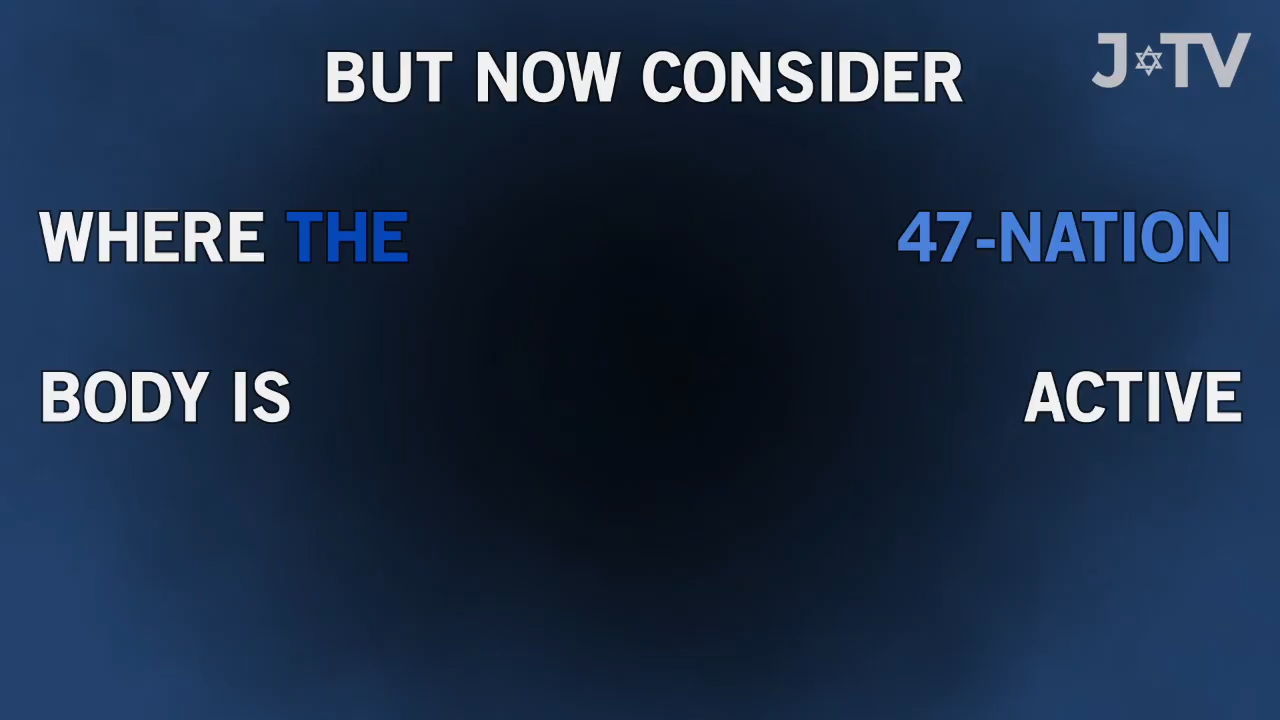 BUT NOW CONSIDER
J✡TV
WHERE THE 47-NATION
BODY IS ACTIVE